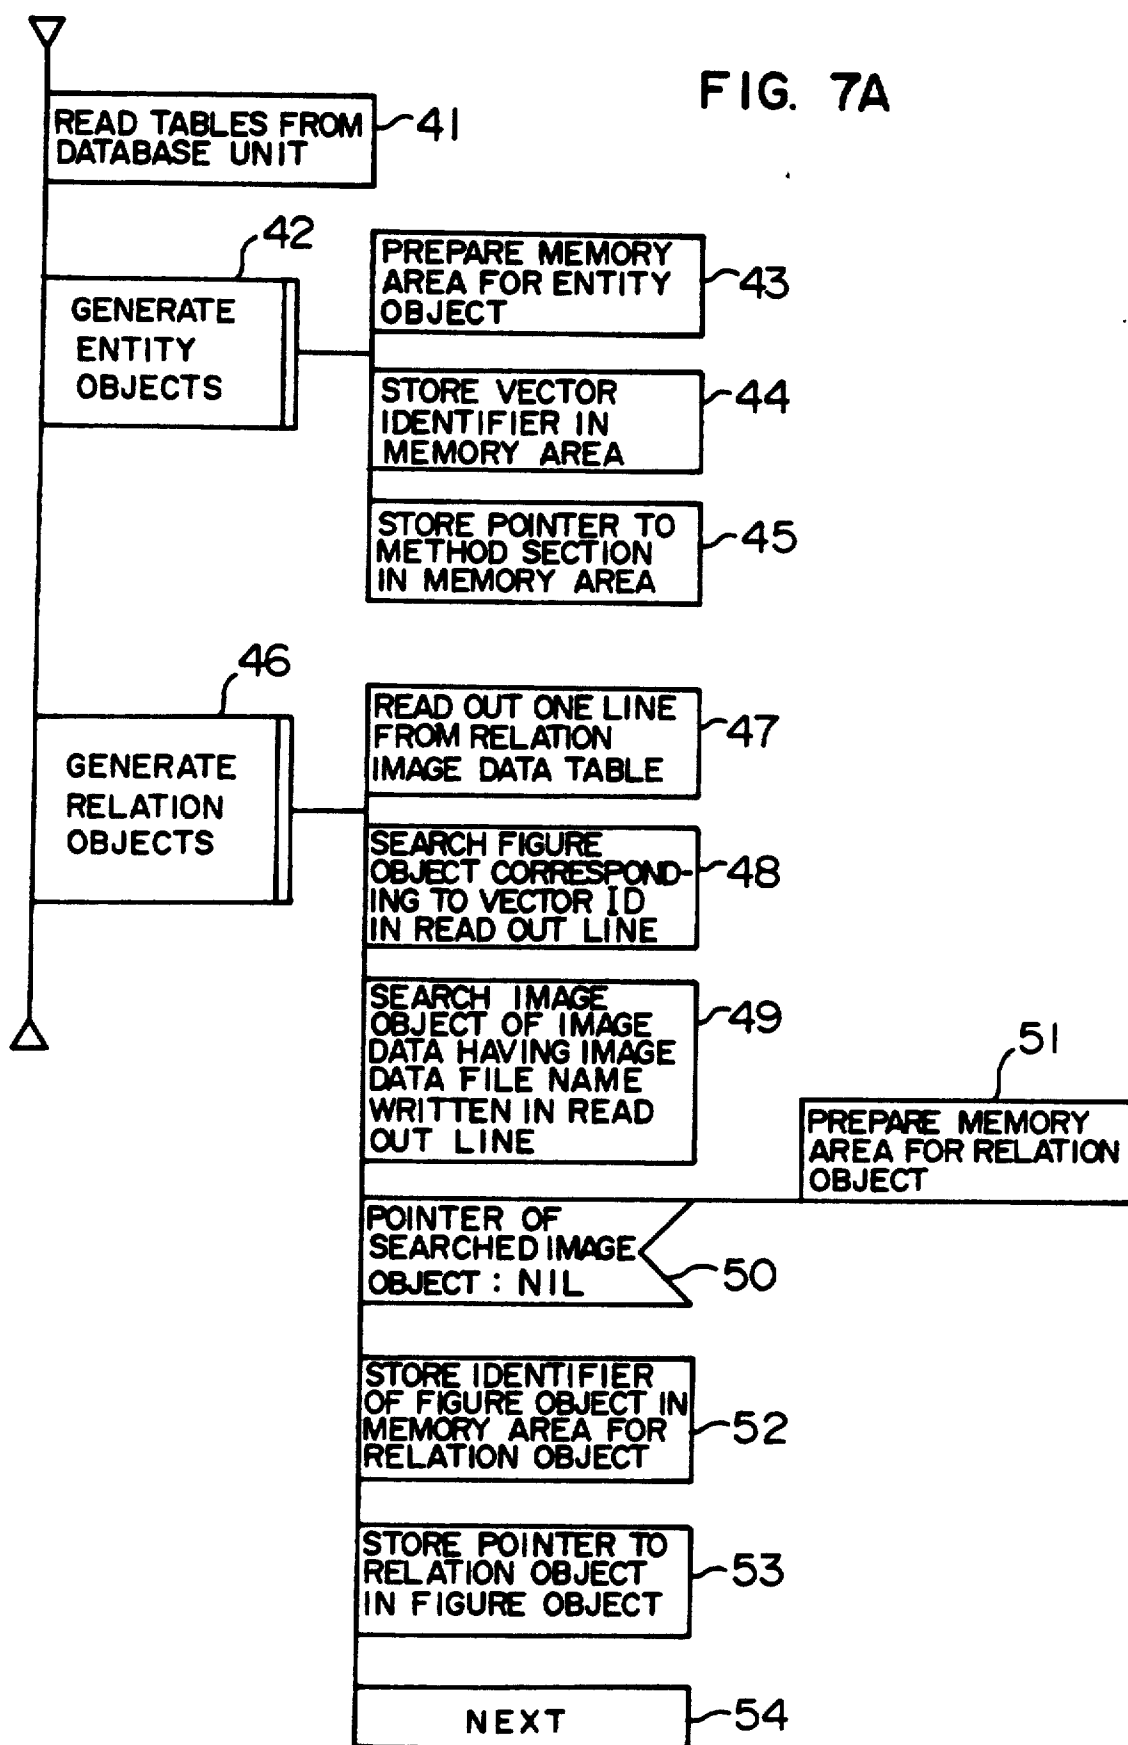 FIG. 7A
READ TABLES FROM
DATABASE UNIT
41
42
GENERATE
ENTITY
OBJECTS
PREPARE MEMORY
AREA FOR ENTITY
OBJECT
43
STORE VECTOR
IDENTIFIER IN
MEMORY AREA
44
STORE POINTER TO
METHOD SECTION
IN MEMORY AREA
45
46
GENERATE
RELATION
OBJECTS
READ OUT ONE LINE
FROM RELATION
IMAGE DATA TABLE
47
SEARCH FIGURE
OBJECT CORRESPOND-
ING TO VECTOR ID
IN READ OUT LINE
48
SEARCH IMAGE
OBJECT OF IMAGE
DATA HAVING IMAGE
DATA FILE NAME
WRITTEN IN READ
OUT LINE
49
POINTER OF
SEARCHED IMAGE
OBJECT : NIL
50
51
PREPARE MEMORY
AREA FOR RELATION
OBJECT
STORE IDENTIFIER
OF FIGURE OBJECT IN
MEMORY AREA FOR
RELATION OBJECT
52
STORE POINTER TO
RELATION OBJECT
IN FIGURE OBJECT
53
NEXT
54